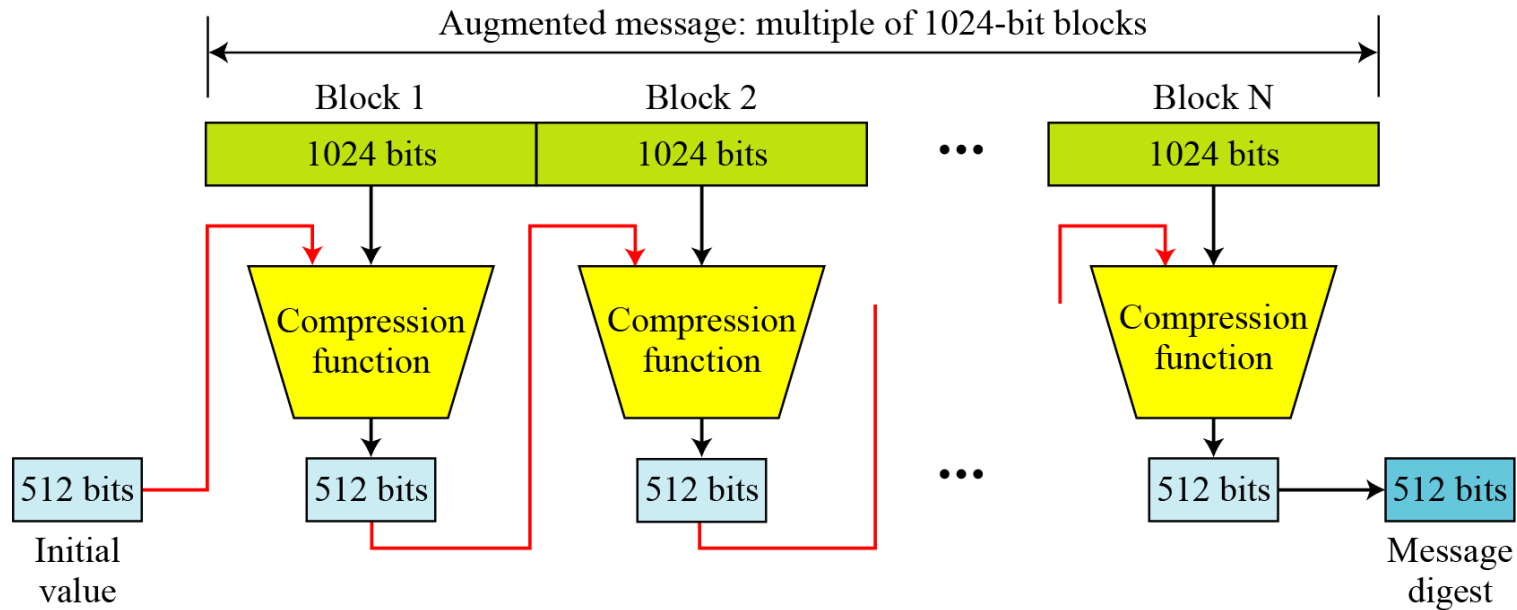 Augmented message: multiple of 1024-bit blocks
Block 1
Block 2
Block N
1024 bits
1024 bits
•••
1024 bits
Compression
function
Compression
function
Compression
function
512 bits
512 bits
512 bits
•••
512 bits
512 bits
Initial
value
Message
digest